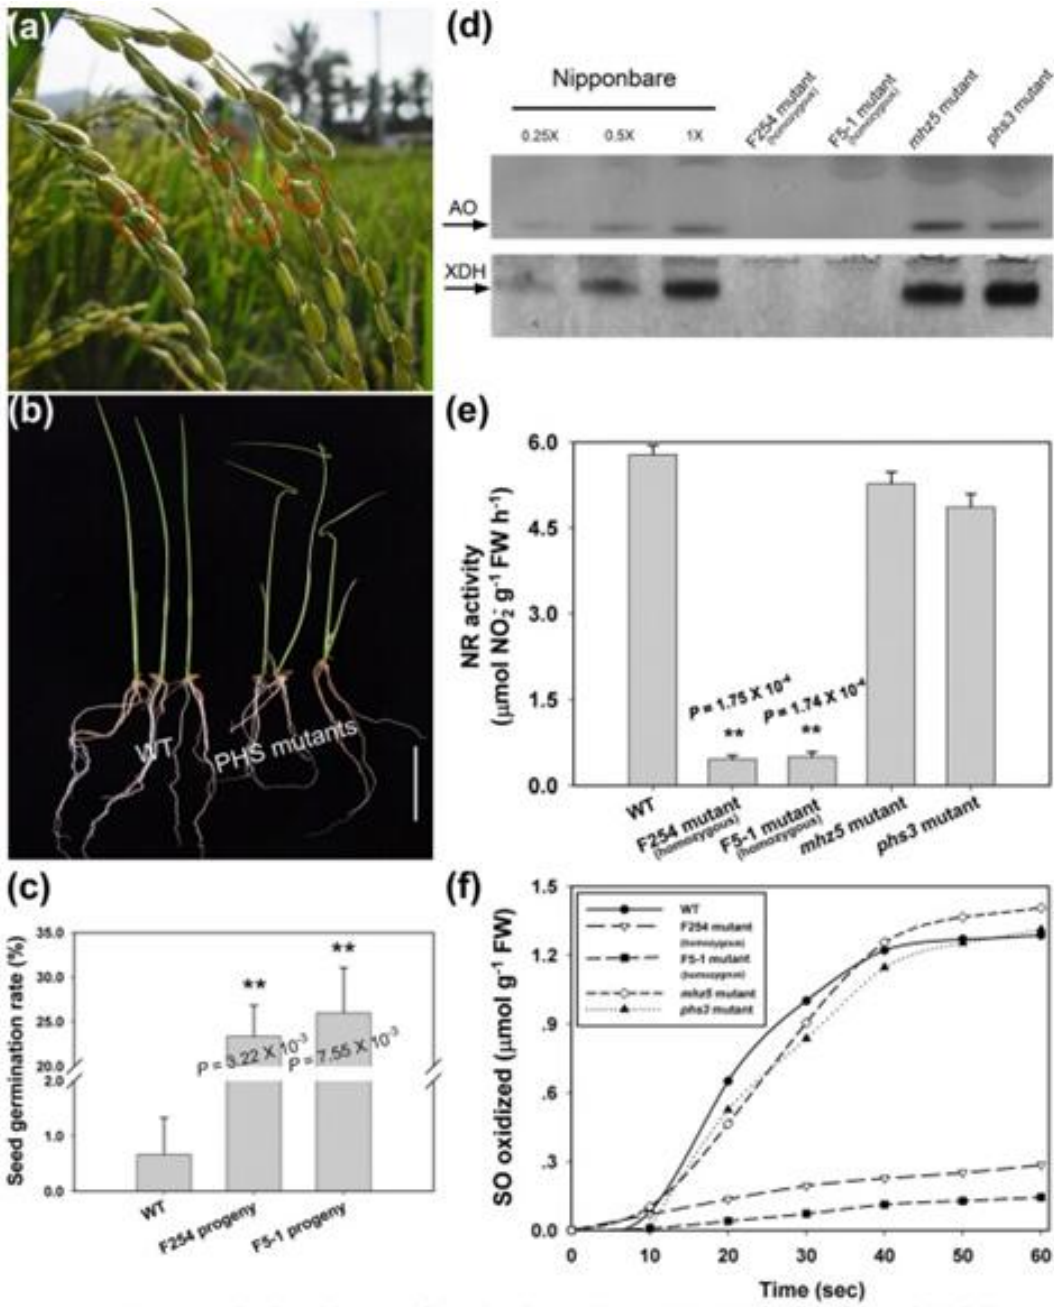 (a)
(b)
WT
PHS mutants
(c)
Seed germination rate (%)
35.0
30.0
25.0
20.0
2.0
1.0
0.0
**
**
P = 3.22 X 10-3
P = 7.55 X 10-3
WT
F254 progeny
F5-1 progeny
(d)
Nipponbare
0.25X
0.5X
1X
F254 mutant
(homozygous)
F5-1 mutant
(homozygous)
mhz5 mutant
phs3 mutant
AO
XDH
(e)
NR activity
(μmol NO2- g-1 FW h-1)
6.0
4.5
3.0
1.5
0.0
P = 1.75 X 10-4
P = 1.74 X 10-4
**
**
WT
F254 mutant
(homozygous)
F5-1 mutant
(homozygous)
mhz5 mutant
phs3 mutant
(f)
SO oxidized (μmol g-1 FW)
1.5
1.2
.9
.6
.3
0.0
WT
F254 mutant
(homozygous)
F5-1 mutant
(homozygous)
mhz5 mutant
phs3 mutant
0
10
20
30
40
50
60
Time (sec)